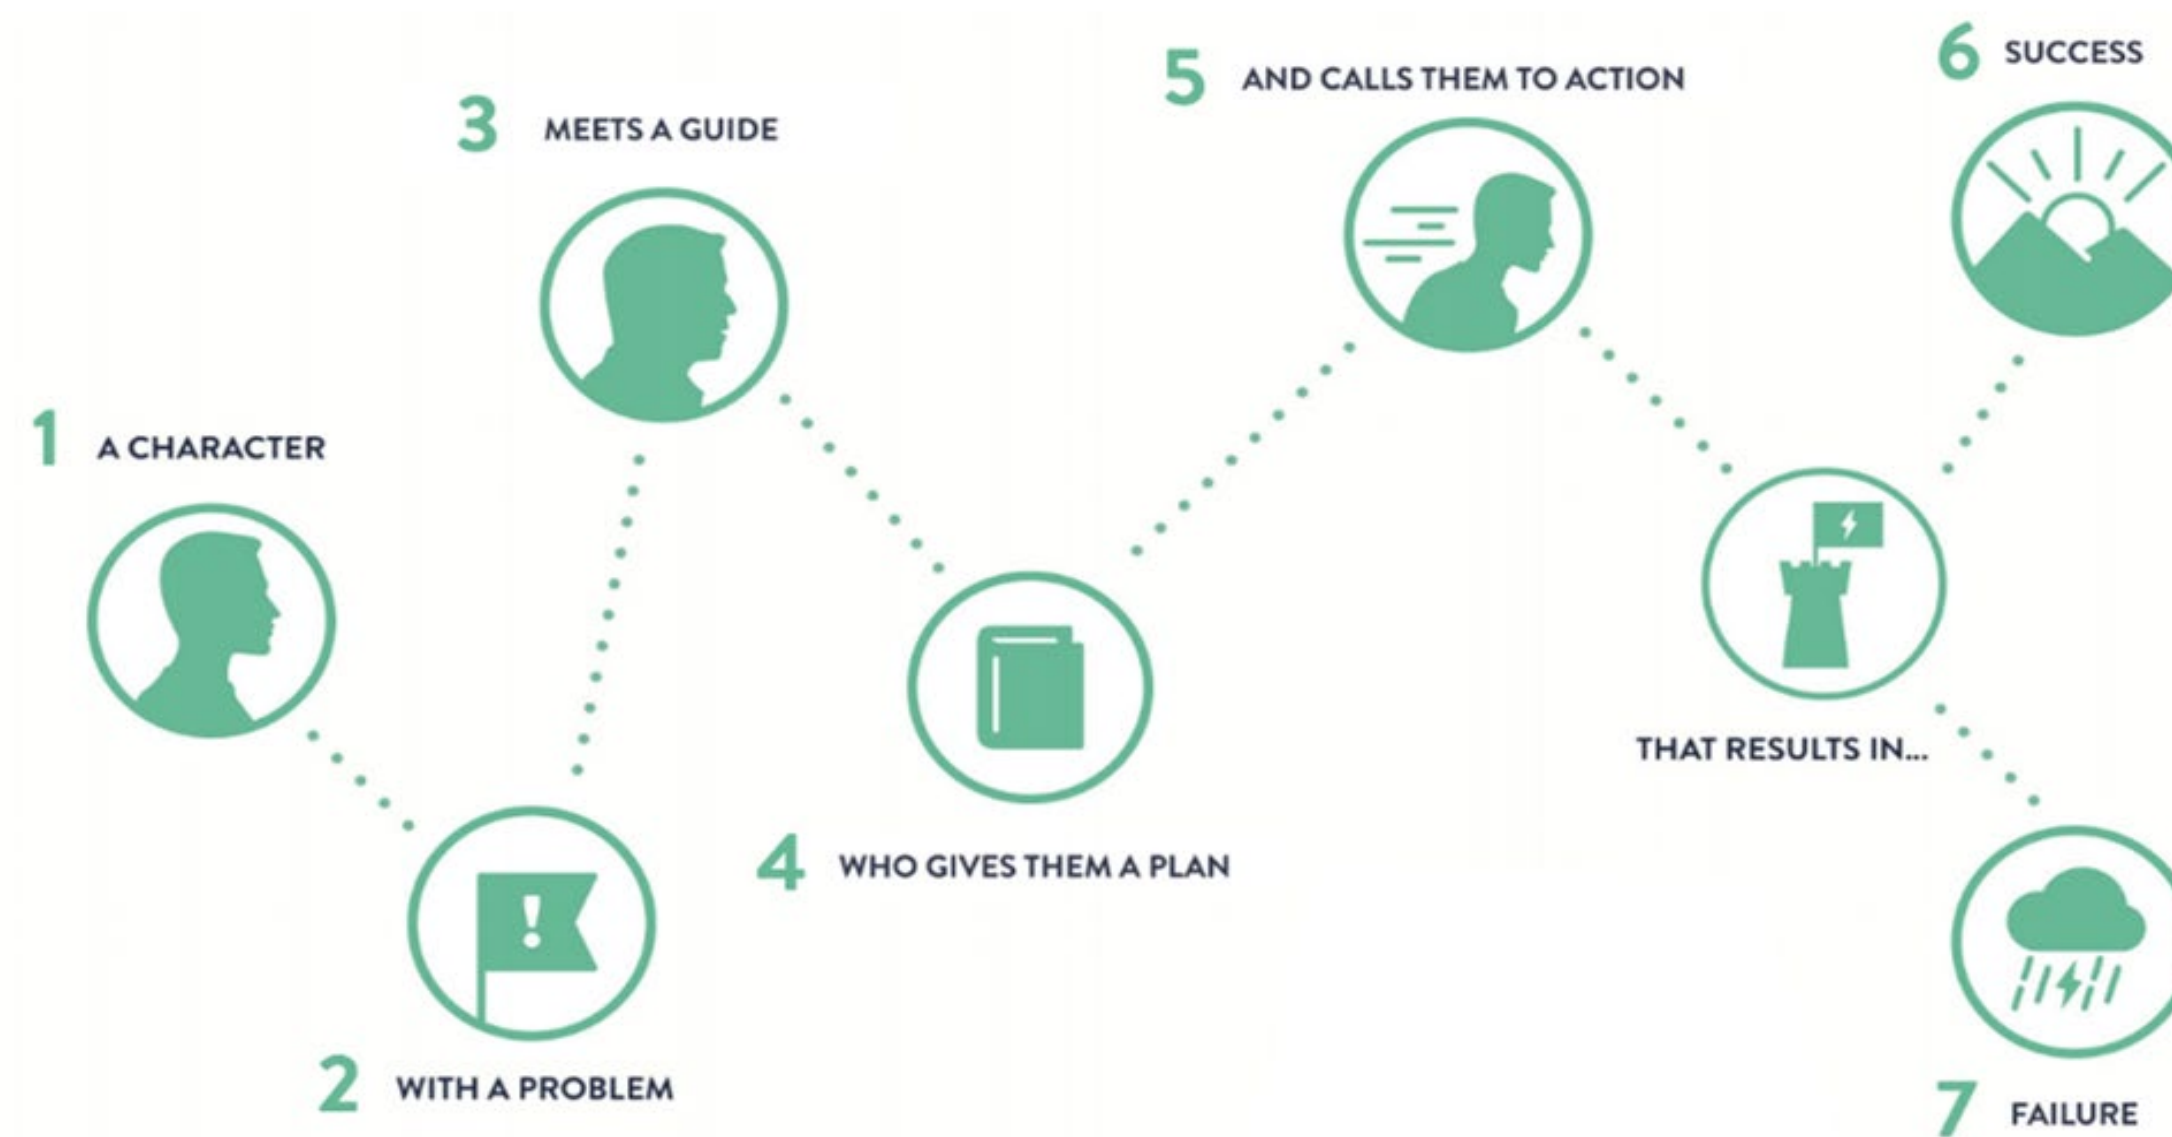 1 A CHARACTER
2 WITH A PROBLEM
!
3 MEETS A GUIDE
4 WHO GIVES THEM A PLAN
5 AND CALLS THEM TO ACTION
THAT RESULTS IN...
6 SUCCESS
7 FAILURE